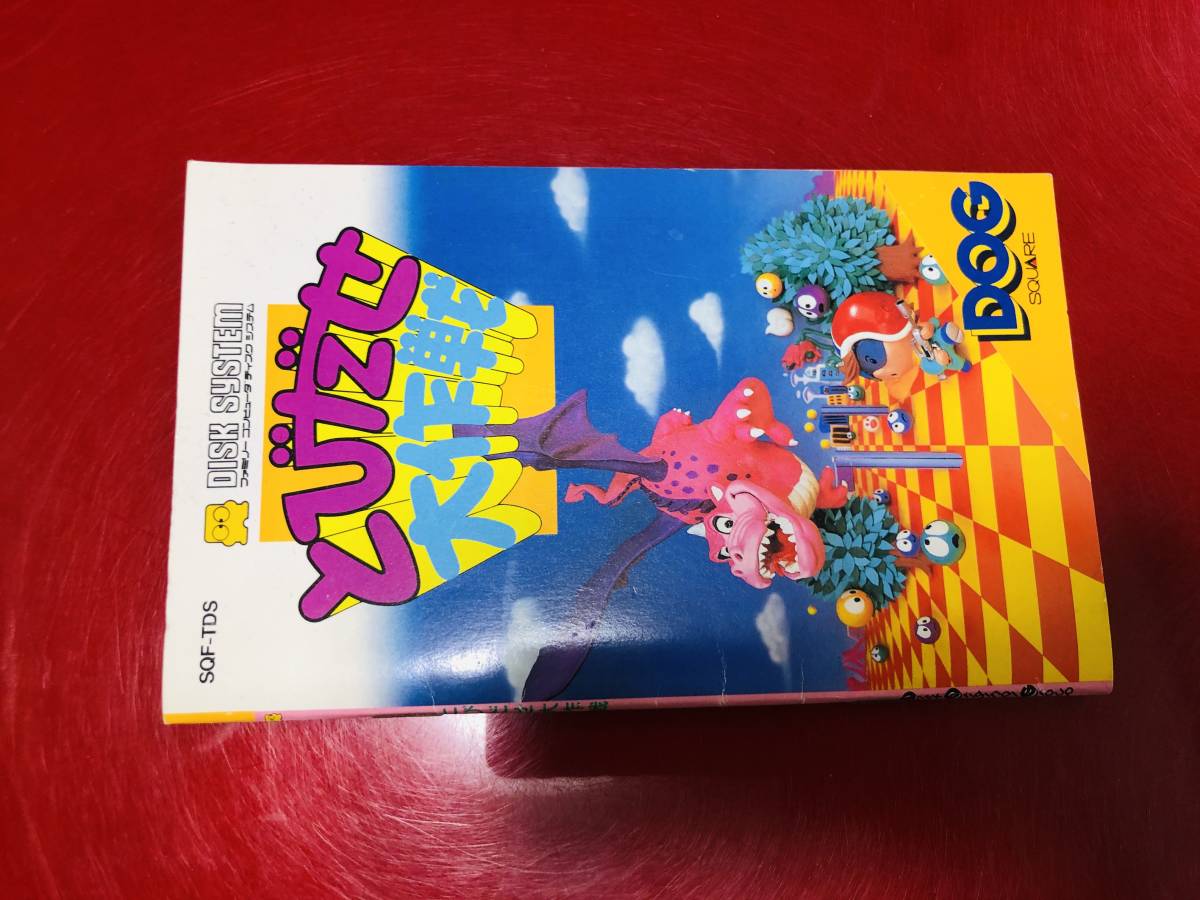 SQF-TDS
DISK SYSTEM
ファミリー コンピュータ ディスク システム
とびだせ
大作戦
DOG
SQUARE